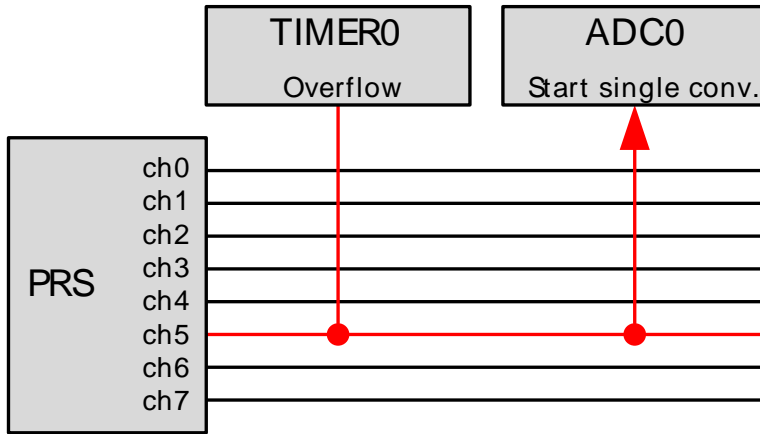 TIMER0
Overflow
ADC0
Start single conv.
PRS
ch0
ch1
ch2
ch3
ch4
ch5
ch6
ch7